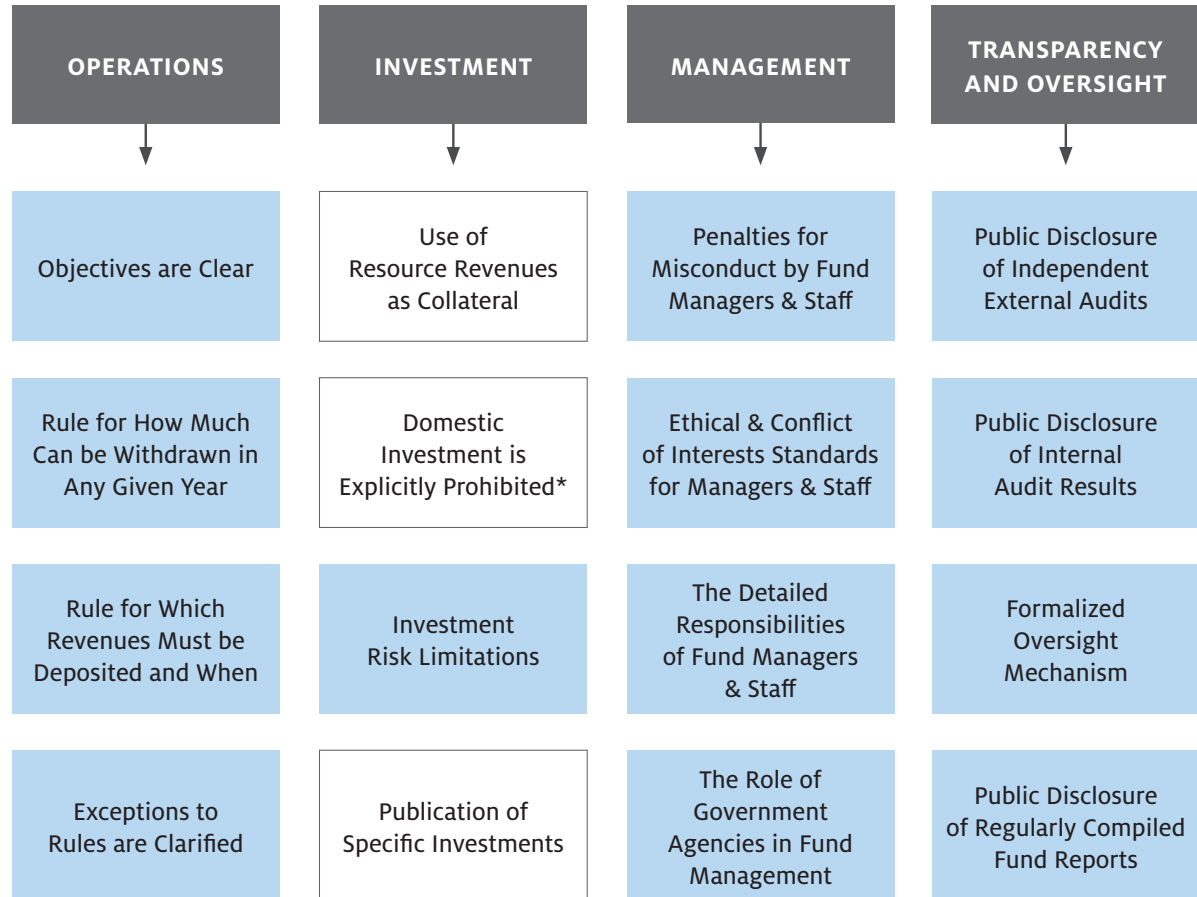 OPERATIONS
INVESTMENT
MANAGEMENT
TRANSPARENCY
AND OVERSIGHT
Objectives are Clear
Use of
Resource Revenues
as Collateral
Penalties for
Misconduct by Fund
Managers & Staff
Public Disclosure
of Independent
External Audits
Rule for How Much
Can be Withdrawn in
Any Given Year
Domestic
Investment is
Explicitly Prohibited*
Ethical & Conflict
of Interests Standards
for Managers & Staff
Public Disclosure
of Internal
Audit Results
Rule for Which
Revenues Must be
Deposited and When
Investment
Risk Limitations
The Detailed
Responsibilities
of Fund Managers
& Staff
Formalized
Oversight
Mechanism
Exceptions to
Rules are Clarified
Publication of
Specific Investments
The Role of
Government
Agencies in Fund
Management
Public Disclosure
of Regularly Compiled
Fund Reports